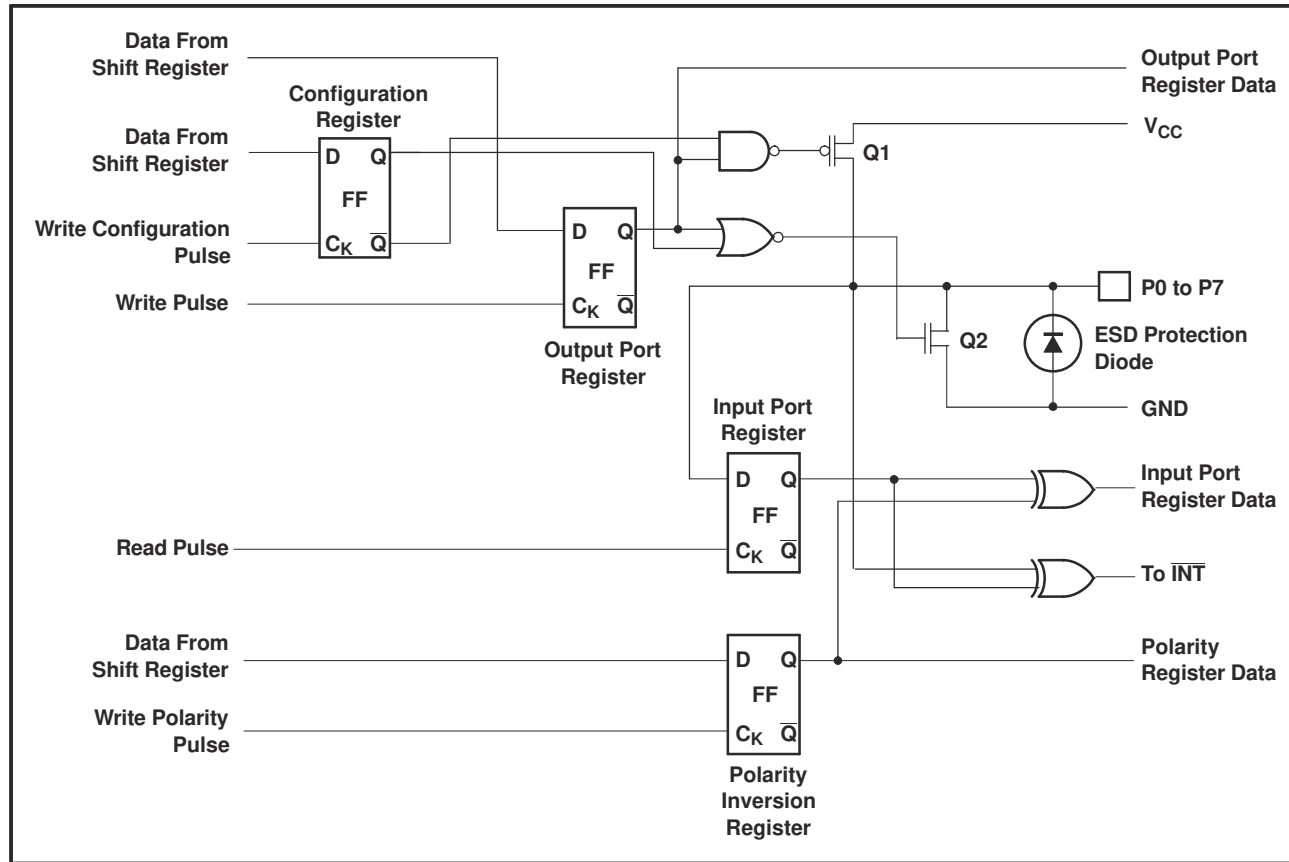 Data From
Shift Register
Output Port
Register Data
Configuration
Register
VCC
Data From
Shift Register
D Q
Q1
FF
Write Configuration
Pulse
CK Q̅
D Q
FF
P0 to P7
Write Pulse
CK Q̅
Q2
ESD Protection
Diode
Output Port
Register
GND
Input Port
Register
D Q
Input Port
Register Data
FF
Read Pulse
CK Q̅
To I̅N̅T̅
Data From
Shift Register
D Q
Polarity
Register Data
FF
Write Polarity
Pulse
CK Q̅
Polarity
Inversion
Register